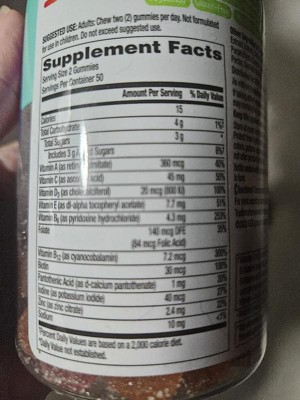 SUGGESTED USE: Adults: Chew two (2) gummies per day. Not formulated
for use in children. Do not exceed suggested use.
Supplement Facts
Serving Size 2 Gummies
Servings Per Container 50
Amount Per Serving % Daily Value
Calories 15
Total Carbohydrate 4 g 1%*
Total Sugars 3 g *
Includes 3 g Added Sugars 6%*
Vitamin A (as retinyl 360 mcg 40%
Vitamin C (as ascorbic acid) 45 mg 50%
Vitamin D3 (as cholecalciferol) 20 mcg (800 IU) 100%
Vitamin E (as dl-alpha tocopheryl acetate) 7.7 mg 51%
Vitamin B6 (as pyridoxine hydrochloride) 4.3 mg 253%
Folate 140 mcg DFE
(84 mcg Folic Acid)
Vitamin B12 (as cyanocobalamin) 7.2 mcg 300%
Biotin 30 mcg 100%
Pantothenic Acid (as d-calcium pantothenate) 1 mg
Iodine (as potassium iodide) 40 mcg
Zinc (as zinc citrate) 2.4 mg
Sodium 10 mg <1%
*Percent Daily Values are based on a 2,000 calorie diet.
*Daily Value not established.